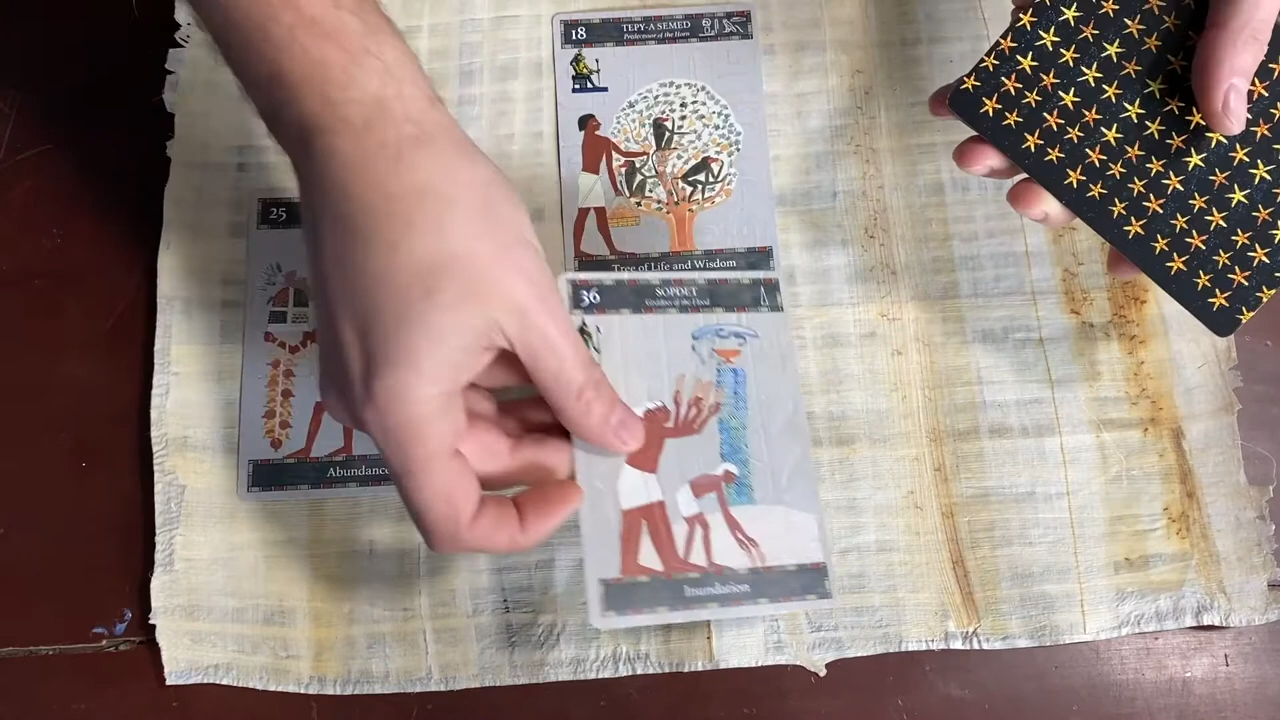 18
TEPY-A SEMED
Predecessor of the Horn
Tree of Life and Wisdom
25
Abundance
36
SOPDET
Goddess of the Flood
Inundation